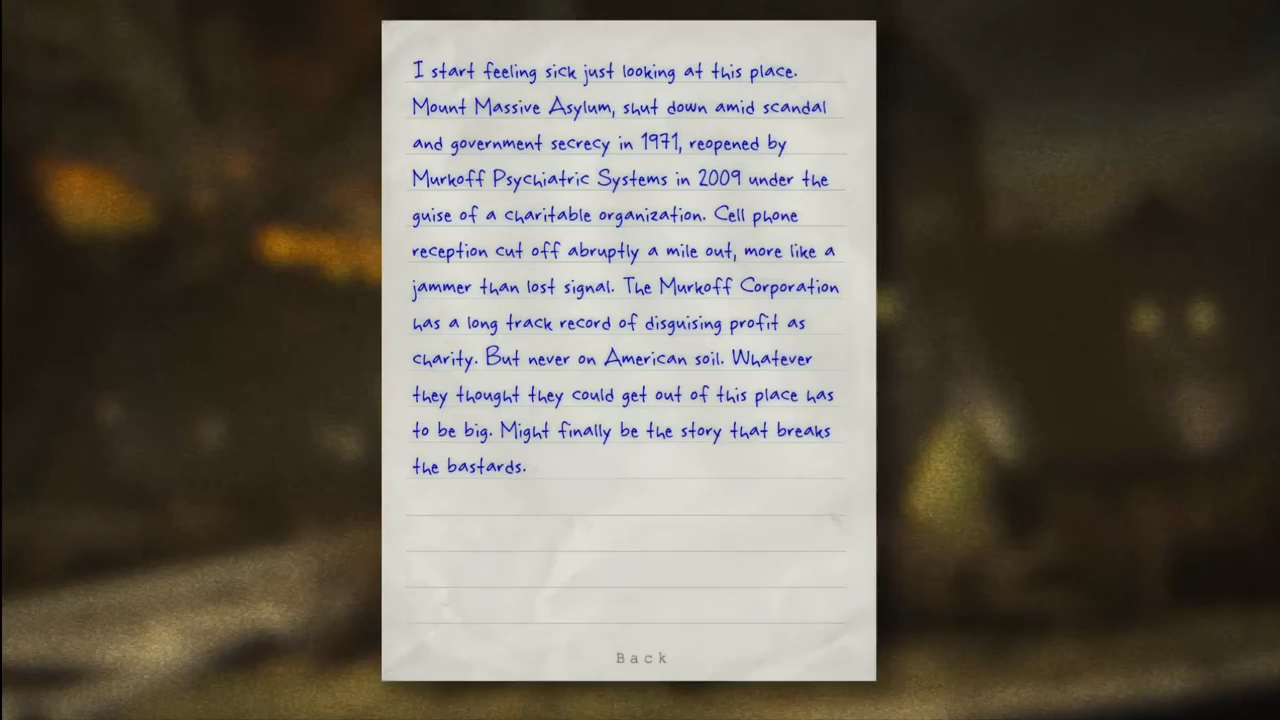 I start feeling sick just looking at this place.
Mount Massive Asylum, shut down amid scandal
and government secrecy in 1971, reopened by
Murkoff Psychiatric Systems in 2009 under the
guise of a charitable organization. Cell phone
reception cut off abruptly a mile out, more like a
jammer than lost signal. The Murkoff Corporation
has a long track record of disguising profit as
charity. But never on American soil. Whatever
they thought they could get out of this place has
to be big. Might finally be the story that breaks
the bastards.
Back